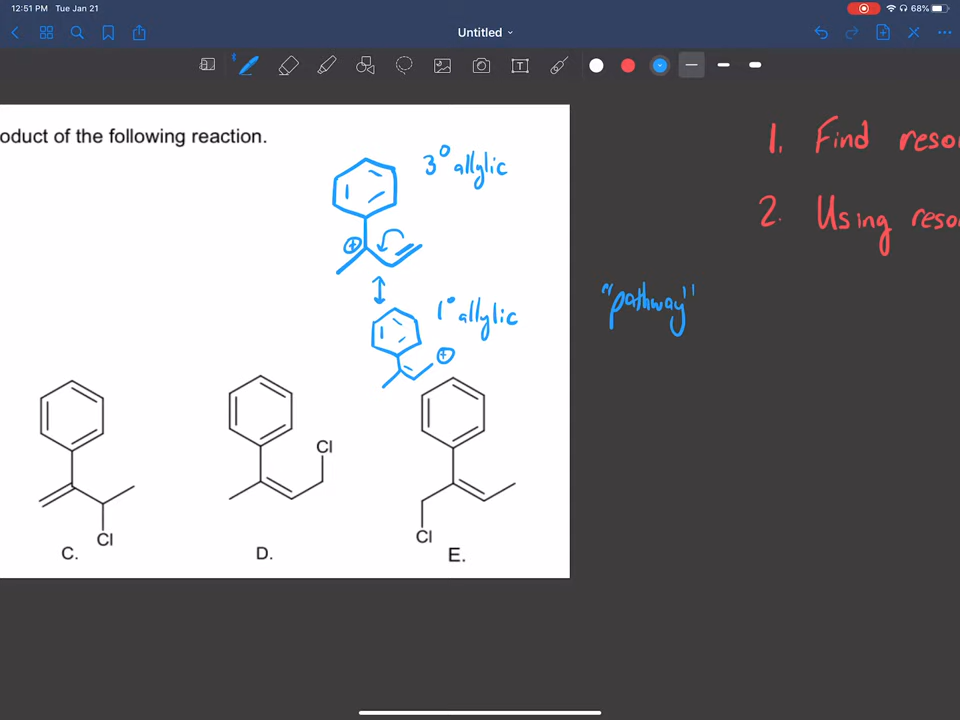 12:51 PM Tue Jan 21
68%
Untitled
T
oduct of the following reaction.
3° allylic
1. Find reso
2. Using reso
⊕
"pathway"
1° allylic
⊕
Cl
Cl
Cl
C.
D.
E.